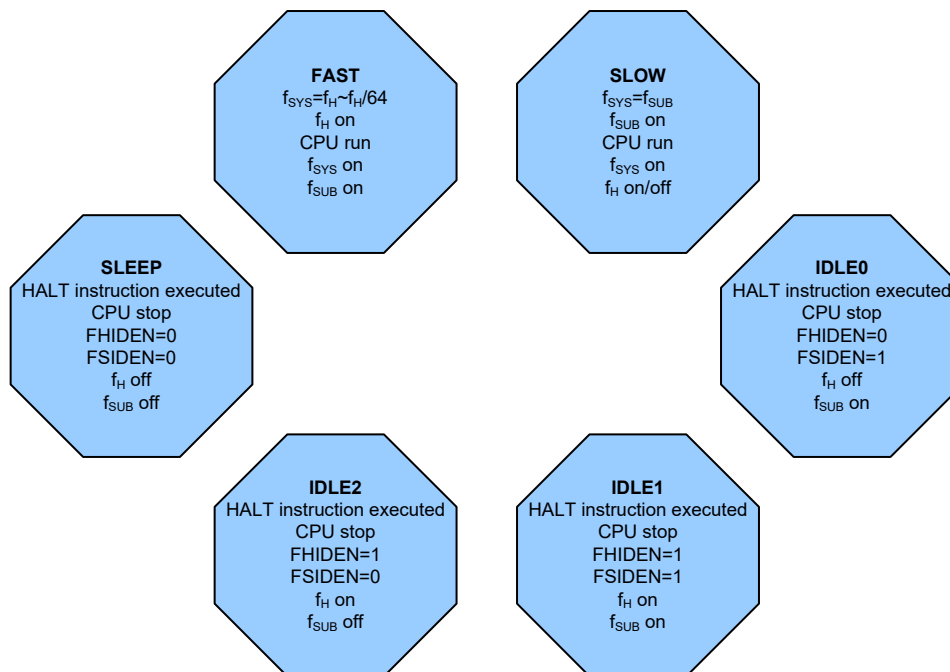 FAST
fSYS=fH~fH/64
fH on
CPU run
fSYS on
fSUB on
SLOW
fSYS=fSUB
fSUB on
CPU run
fSYS on
fH on/off
SLEEP
HALT instruction executed
CPU stop
FHIDEN=0
FSIDEN=0
fH off
fSUB off
IDLE0
HALT instruction executed
CPU stop
FHIDEN=0
FSIDEN=1
fH off
fSUB on
IDLE2
HALT instruction executed
CPU stop
FHIDEN=1
FSIDEN=0
fH on
fSUB off
IDLE1
HALT instruction executed
CPU stop
FHIDEN=1
FSIDEN=1
fH on
fSUB on